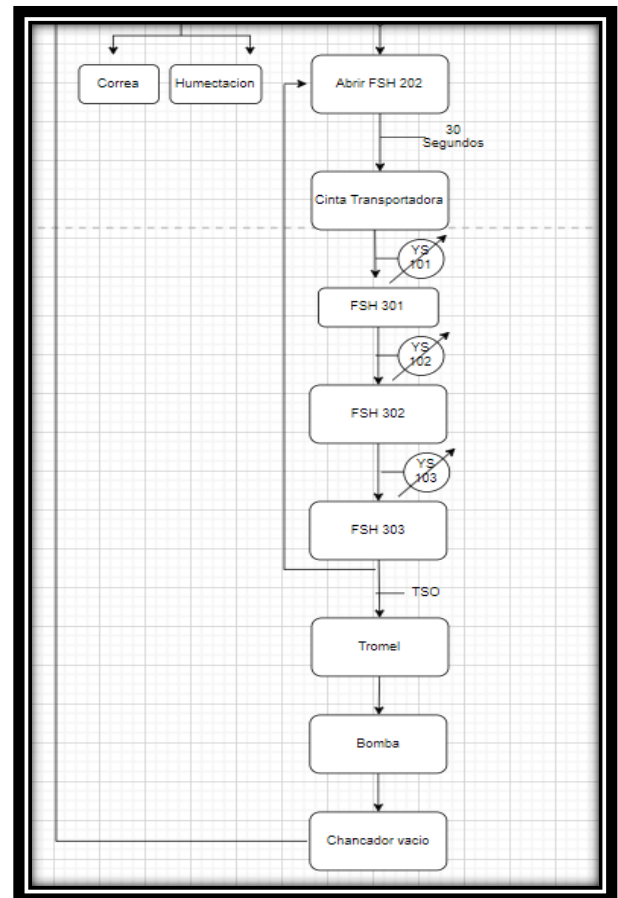 Correa
Humectacion
Abrir FSH 202
30
Segundos
Cinta Transportadora
YS
101
FSH 301
YS
102
FSH 302
YS
103
FSH 303
TSO
Tromel
Bomba
Chancador vacio